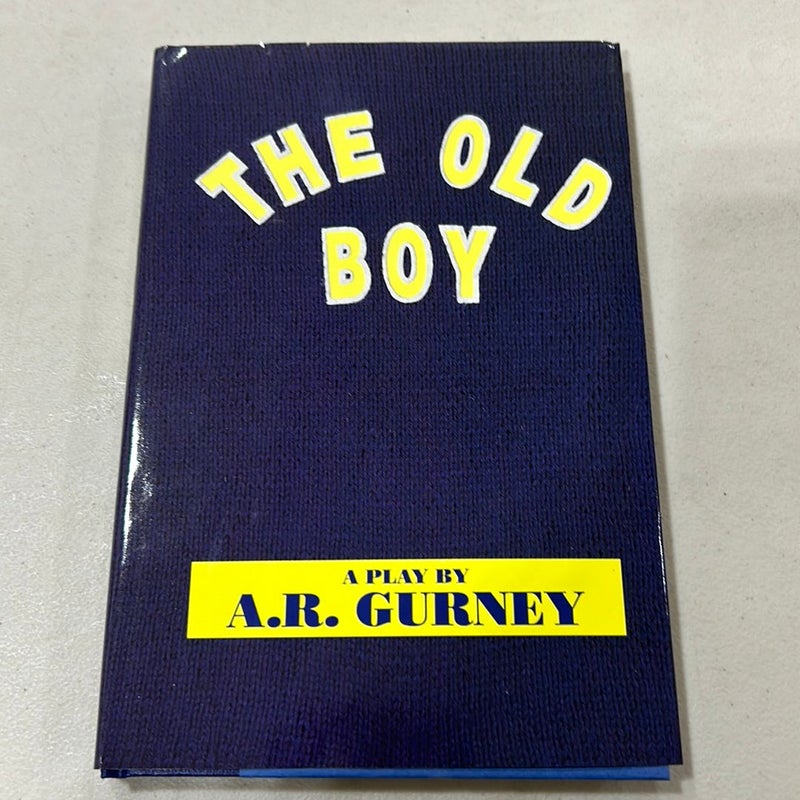 THE OLD
BOY
A PLAY BY
A.R. GURNEY